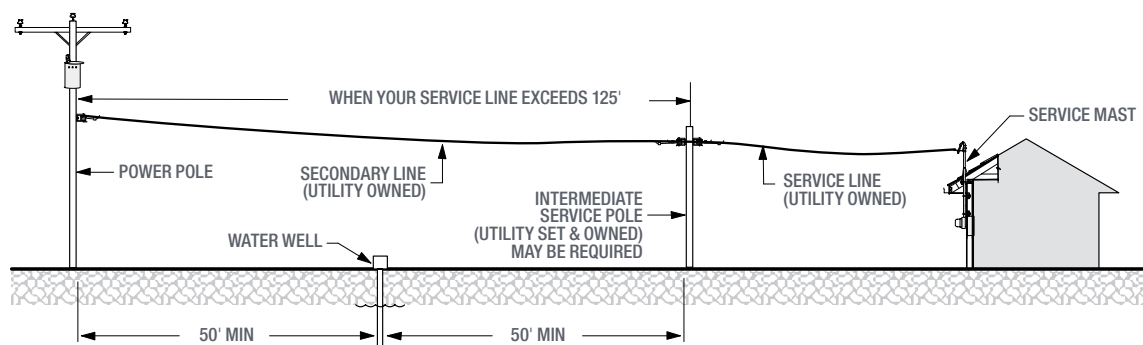 WHEN YOUR SERVICE LINE EXCEEDS 125'
SERVICE MAST
POWER POLE
SECONDARY LINE
(UTILITY OWNED)
SERVICE LINE
(UTILITY OWNED)
INTERMEDIATE
SERVICE POLE
(UTILITY SET & OWNED)
MAY BE REQUIRED
WATER WELL
50' MIN
50' MIN